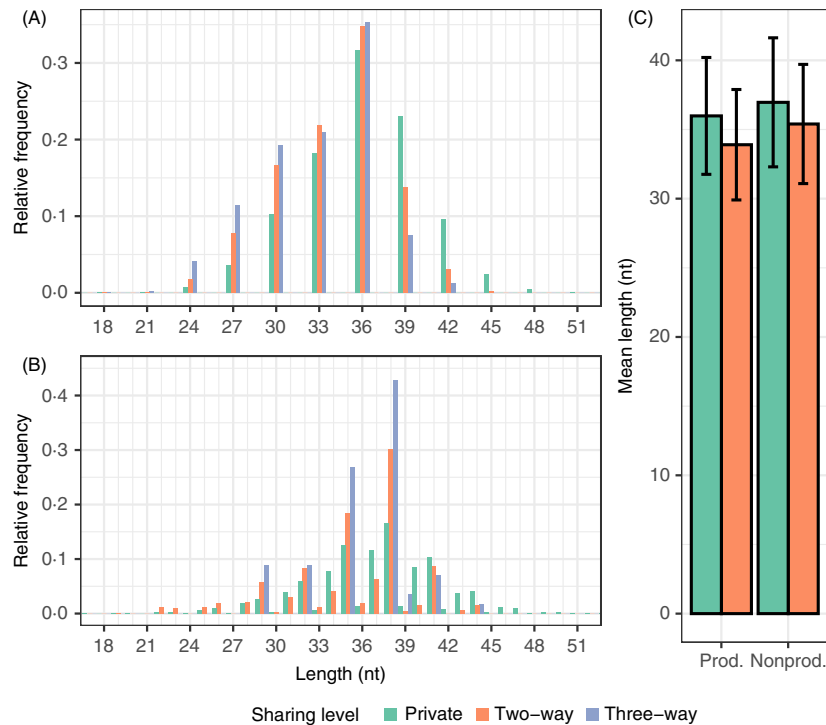 (A)
Relative frequency
0·3
0·2
0·1
0·0
18 21 24 27 30 33 36 39 42 45 48 51
(B)
Relative frequency
0·4
0·3
0·2
0·1
0·0
18 21 24 27 30 33 36 39 42 45 48 51
Length (nt)
(C)
Mean length (nt)
40
30
20
10
0
Prod. Nonprod.
Sharing level Private Two−way Three−way